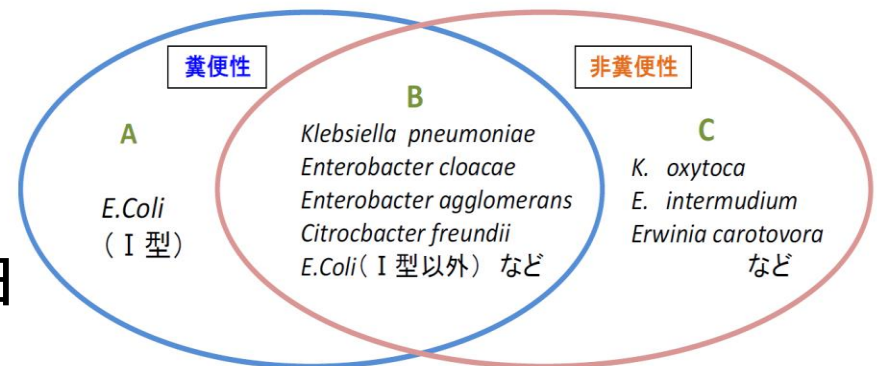 糞便性
非糞便性
A
E.Coli
(Ⅰ型)
B
Klebsiella pneumoniae
Enterobacter cloacae
Enterobacter agglomerans
Citrocbacter freundii
E.Coli(Ⅰ型以外) など
C
K. oxytoca
E. intermudium
Erwinia carotovora
など